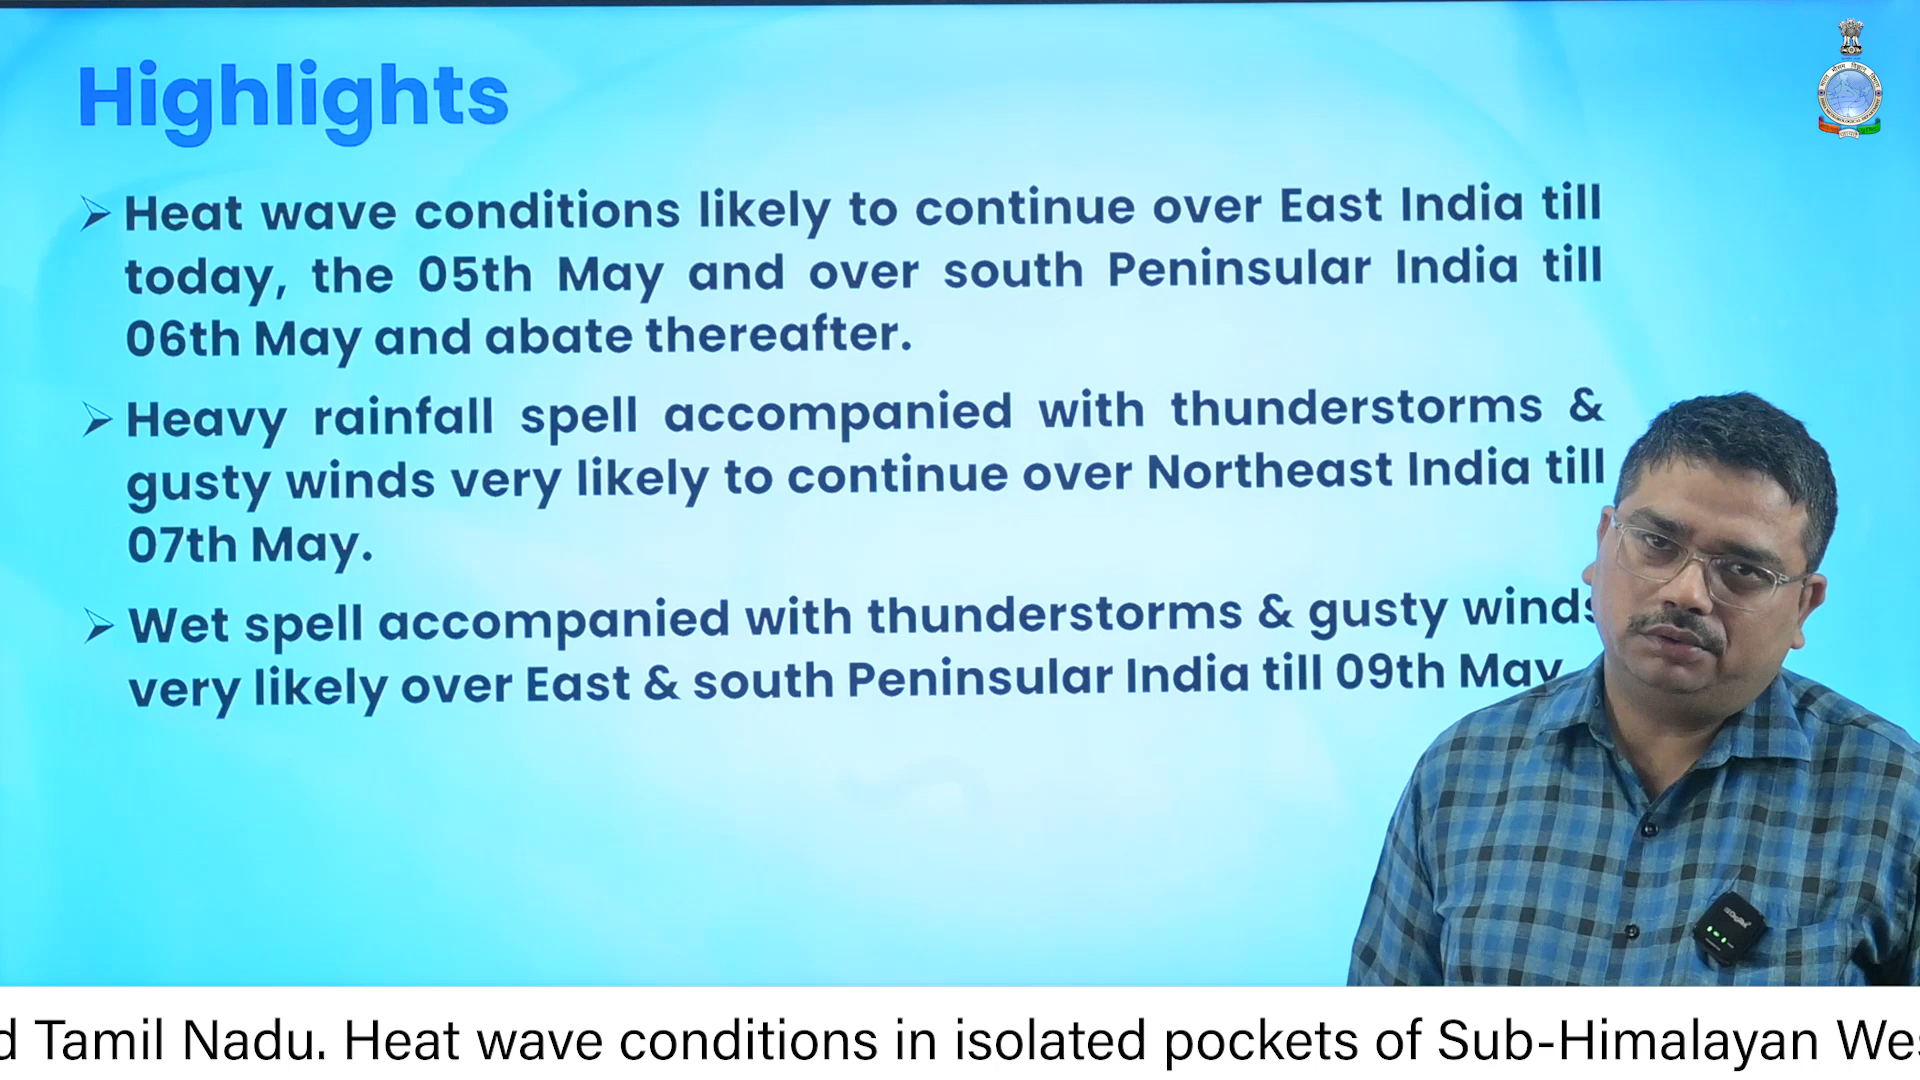 Highlights
➢ Heat wave conditions likely to continue over East India till
today, the 05th May and over south Peninsular India till
06th May and abate thereafter.
➢ Heavy rainfall spell accompanied with thunderstorms &
gusty winds very likely to continue over Northeast India till
07th May.
➢ Wet spell accompanied with thunderstorms & gusty winds
very likely over East & south Peninsular India till 09th May
d Tamil Nadu. Heat wave conditions in isolated pockets of Sub-Himalayan Wes